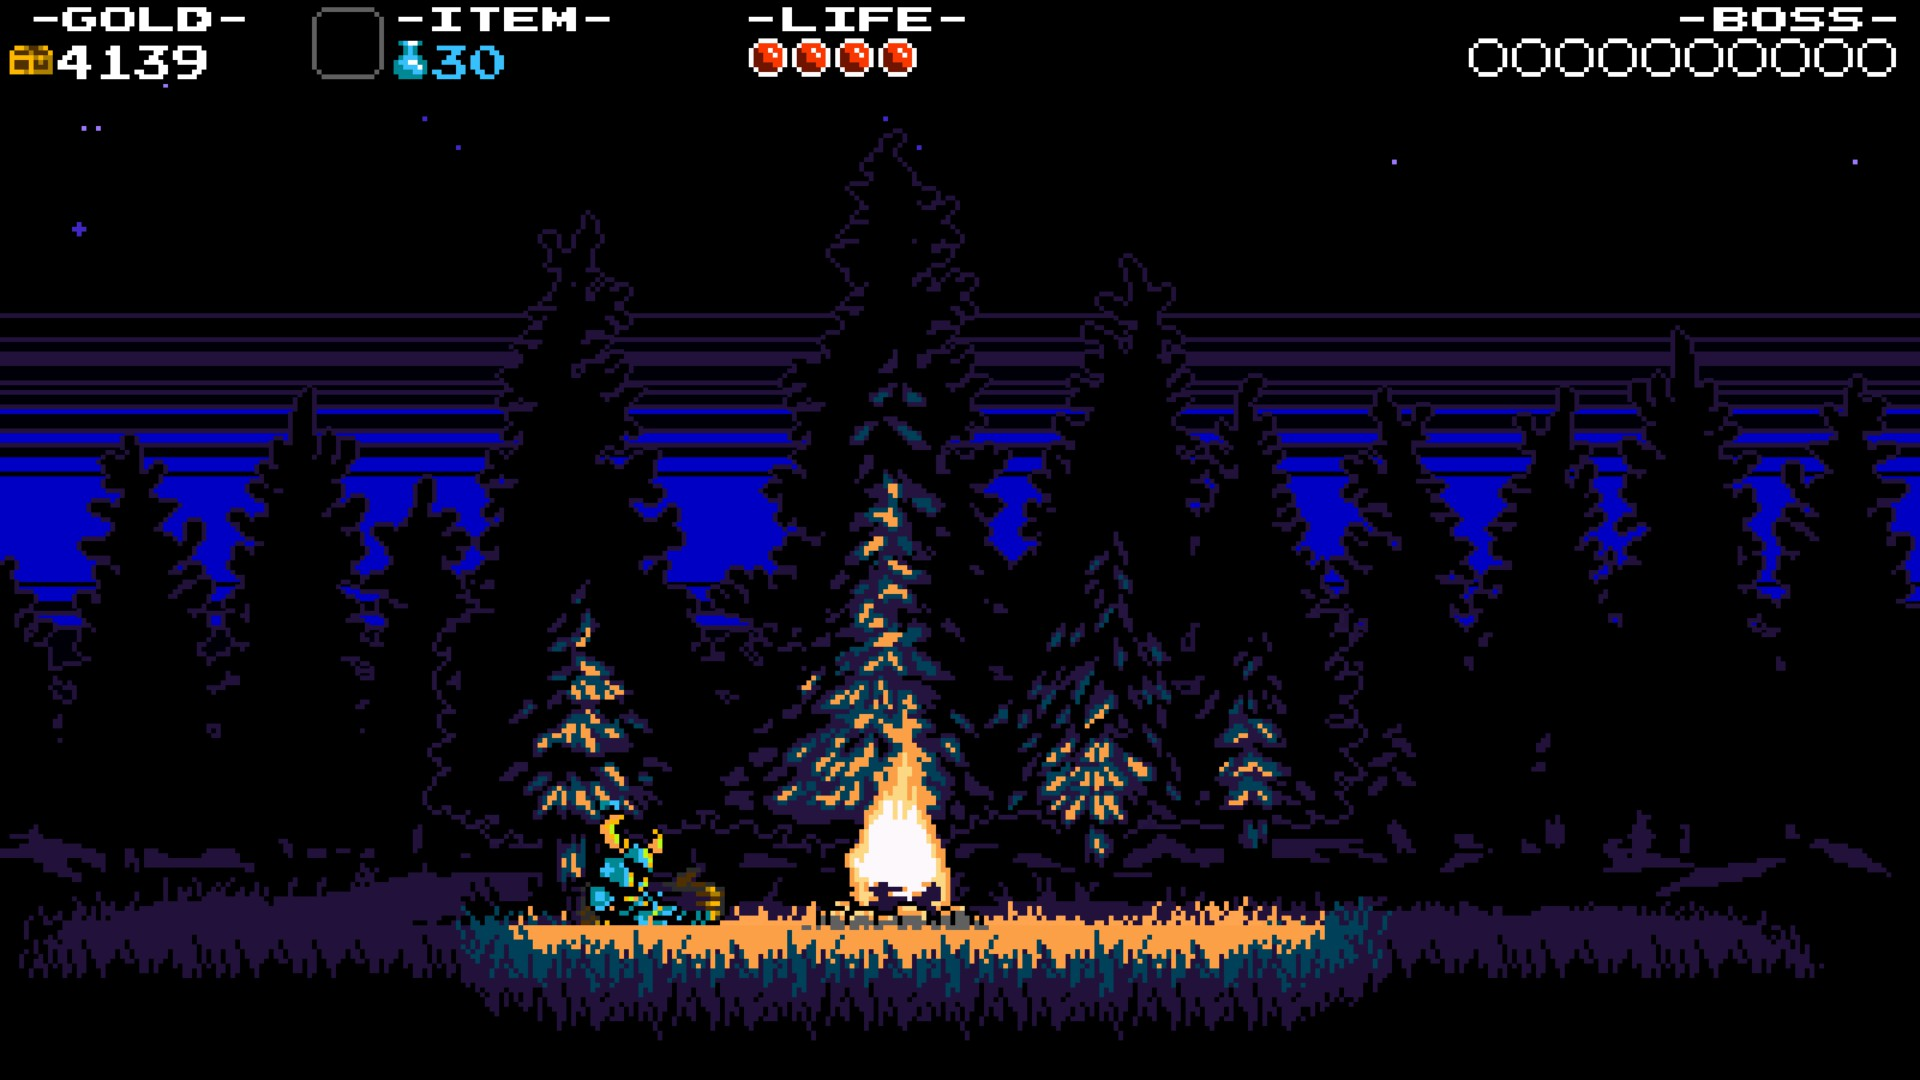 -GOLD- -ITEM- -LIFE- -BOSS-
4139 30